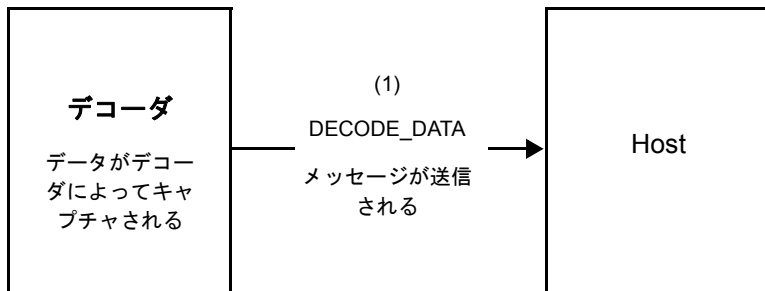 デコーダ
データがデコー
ダによってキャ
プチャされる
(1)
DECODE_DATA
メッセージが送信
される
Host